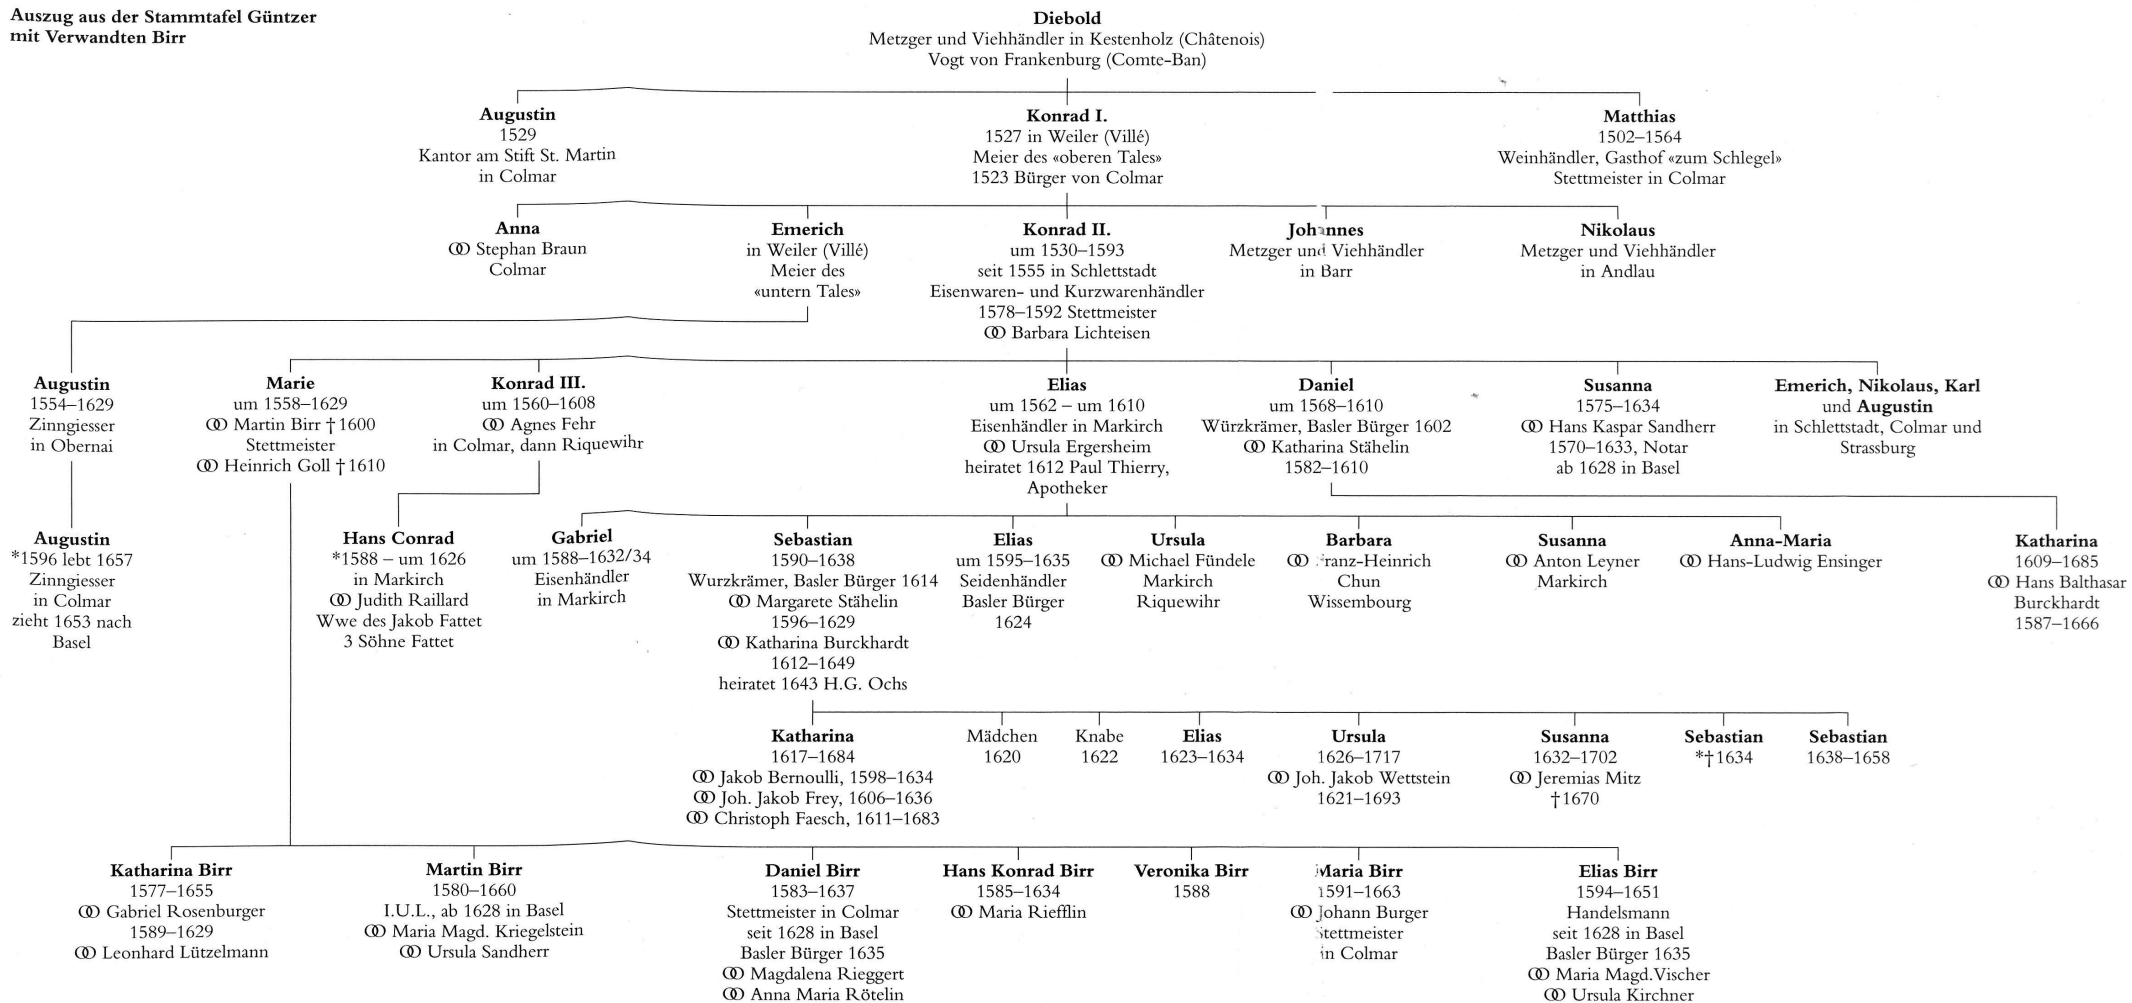 Auszug aus der Stammtafel Güntzer
mit Verwandten Birr
Diebold
Metzger und Viehhändler in Kestenholz (Châtenois)
Vogt von Frankenburg (Comte-Ban)
Augustin
1529
Kantor am Stift St. Martin
in Colmar
Konrad I.
1527 in Weiler (Villé)
Meier des «oberen Tales»
1523 Bürger von Colmar
Matthias
1502–1564
Weinhändler, Gasthof «zum Schlegel»
Stettmeister in Colmar
Anna
⚭ Stephan Braun
Colmar
Emerich
in Weiler (Villé)
Meier des
«untern Tales»
Konrad II.
um 1530–1593
seit 1555 in Schlettstadt
Eisenwaren- und Kurzwarenhändler
1578–1592 Stettmeister
⚭ Barbara Lichteisen
Johannes
Metzger und Viehhändler
in Barr
Nikolaus
Metzger und Viehhändler
in Andlau
Augustin
1554–1629
Zinngiesser
in Obernai
Marie
um 1558–1629
⚭ Martin Birr †1600
Stettmeister
⚭ Heinrich Goll †1610
Konrad III.
um 1560–1608
⚭ Agnes Fehr
in Colmar, dann Riquewihr
Elias
um 1562 – um 1610
Eisenhändler in Markirch
⚭ Ursula Ergersheim
heiratet 1612 Paul Thierry,
Apotheker
Daniel
um 1568–1610
Würzkrämer, Basler Bürger 1602
⚭ Katharina Stähelin
1582–1610
Susanna
1575–1634
⚭ Hans Kaspar Sandherr
1570–1633, Notar
ab 1628 in Basel
Emerich, Nikolaus, Karl
und Augustin
in Schlettstadt, Colmar und
Strassburg
Augustin
*1596 lebt 1657
Zinngiesser
in Colmar
zieht 1653 nach
Basel
Hans Conrad
*1588 – um 1626
in Markirch
⚭ Judith Raillard
Wwe des Jakob Fattet
3 Söhne Fattet
Gabriel
um 1588–1632/34
Eisenhändler
in Markirch
Sebastian
1590–1638
Wurzkrämer, Basler Bürger 1614
⚭ Margarete Stähelin
1596–1629
⚭ Katharina Burckhardt
1612–1649
heiratet 1643 H.G. Ochs
Elias
um 1595–1635
Seidenhändler
Basler Bürger
1624
Ursula
⚭ Michael Fündele
Markirch
Riquewihr
Barbara
⚭ Franz-Heinrich
Chun
Wissembourg
Susanna
⚭ Anton Leyner
Markirch
Anna-Maria
⚭ Hans-Ludwig Ensinger
Katharina
1609–1685
⚭ Hans Balthasar
Burckhardt
1587–1666
Katharina
1617–1684
⚭ Jakob Bernoulli, 1598–1634
⚭ Joh. Jakob Frey, 1606–1636
⚭ Christoph Faesch, 1611–1683
Mädchen
1620
Knabe
1622
Elias
1623–1634
Ursula
1626–1717
⚭ Joh. Jakob Wettstein
1621–1693
Susanna
1632–1702
⚭ Jeremias Mitz
†1670
Sebastian
*†1634
Sebastian
1638–1658
Katharina Birr
1577–1655
⚭ Gabriel Rosenburger
1589–1629
⚭ Leonhard Lützelmann
Martin Birr
1580–1660
I.U.L., ab 1628 in Basel
⚭ Maria Magd. Kriegelstein
⚭ Ursula Sandherr
Daniel Birr
1583–1637
Stettmeister in Colmar
seit 1628 in Basel
Basler Bürger 1635
⚭ Magdalena Rieggert
⚭ Anna Maria Rötelin
Hans Konrad Birr
1585–1634
⚭ Maria Riefflin
Veronika Birr
1588
Maria Birr
1591–1663
⚭ Johann Burger
Stettmeister
in Colmar
Elias Birr
1594–1651
Handelsmann
seit 1628 in Basel
Basler Bürger 1635
⚭ Maria Magd.Vischer
⚭ Ursula Kirchner